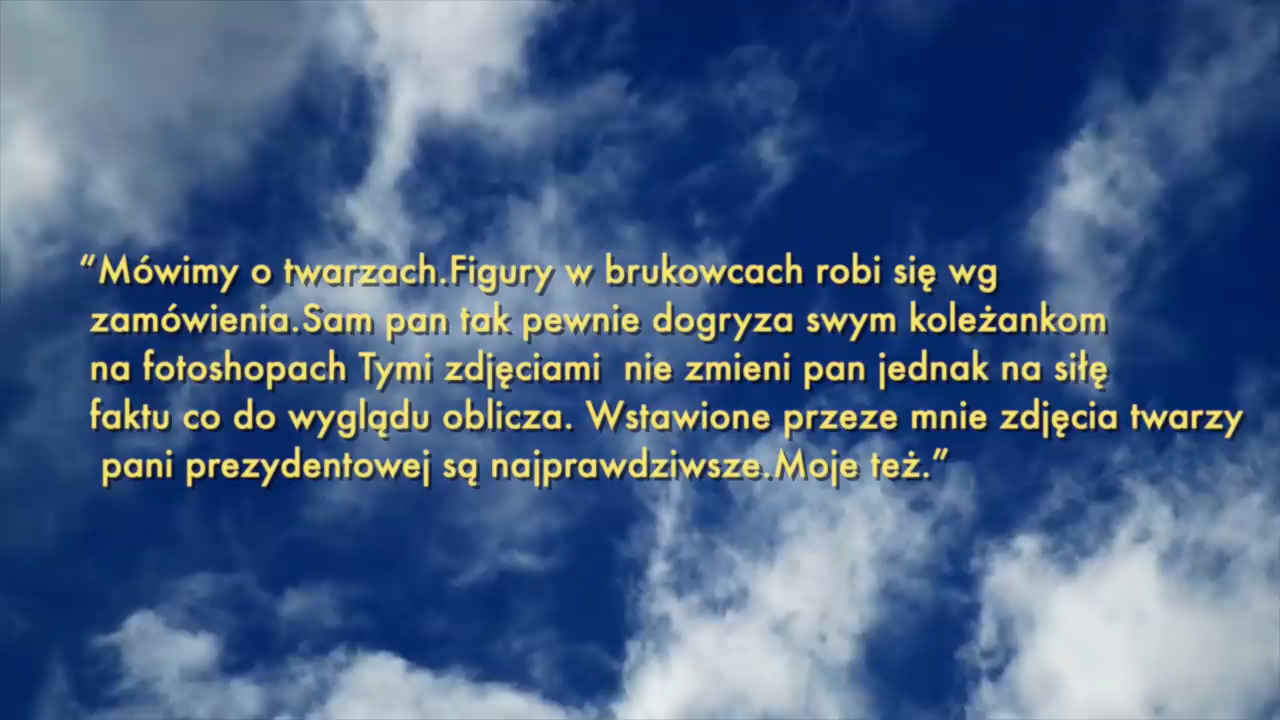 “Mówimy o twarzach.Figury w brukowcach robi się wg
zamówienia.Sam pan tak pewnie dogryza swym koleżankom
na fotoshopach Tymi zdjęciami  nie zmieni pan jednak na siłę
faktu co do wyglądu oblicza. Wstawione przeze mnie zdjęcia twarzy
pani prezydentowej są najprawdziwsze.Moje też.”